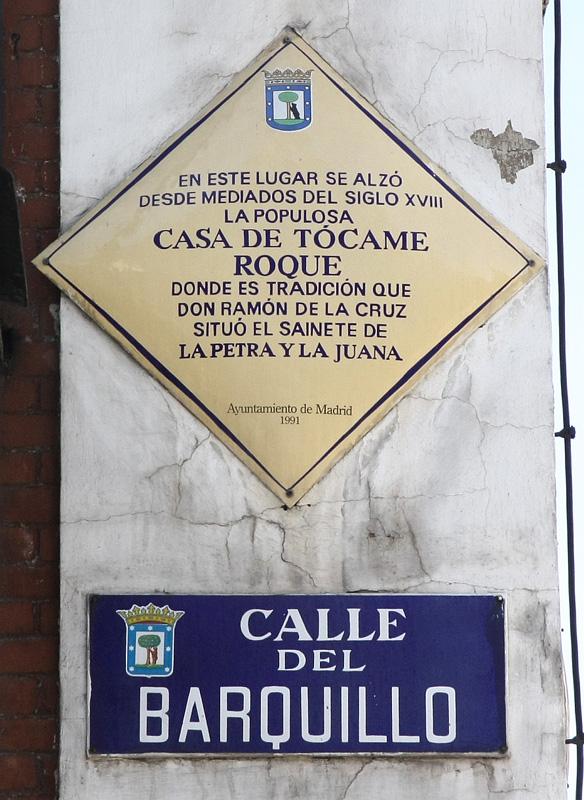 EN ESTE LUGAR SE ALZÓ
DESDE MEDIADOS DEL SIGLO XVIII
LA POPULOSA
CASA DE TÓCAME
ROQUE
DONDE ES TRADICIÓN QUE
DON RAMÓN DE LA CRUZ
SITUÓ EL SAINETE DE
LA PETRA Y LA JUANA
Ayuntamiento de Madrid
1991
CALLE
DEL
BARQUILLO